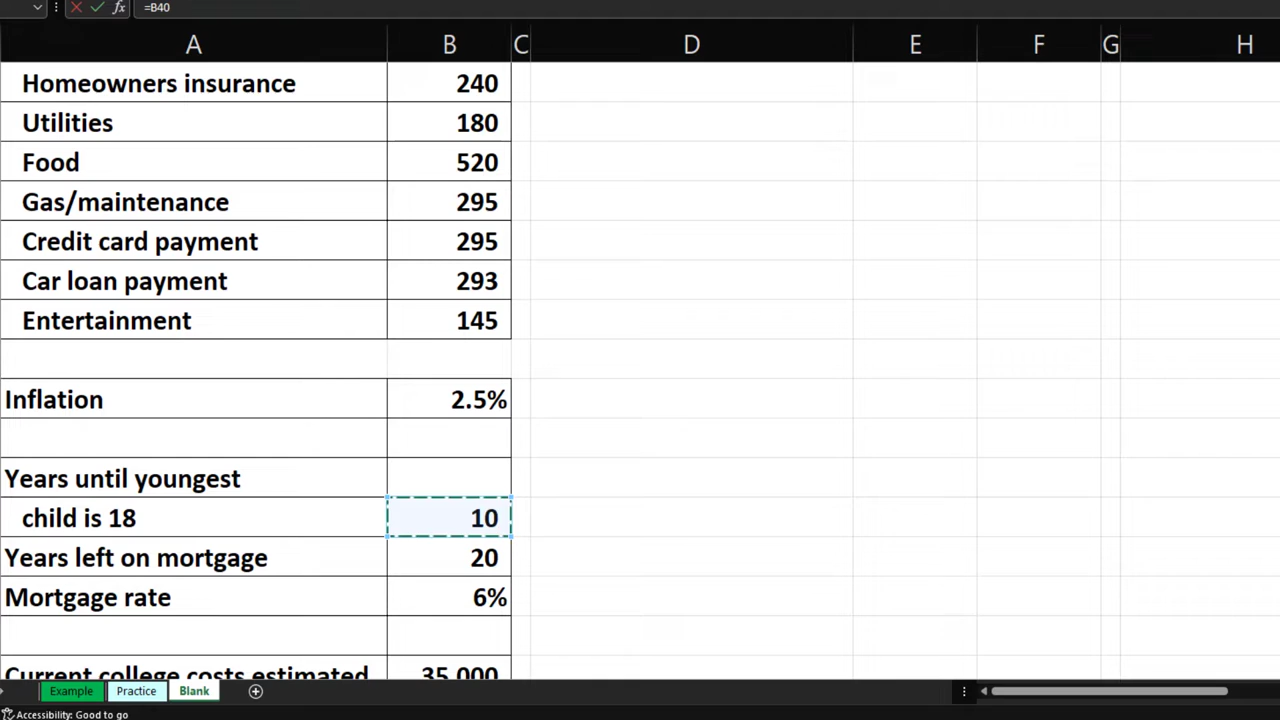 fx =B40
A B C D E F G H
Homeowners insurance 240
Utilities 180
Food 520
Gas/maintenance 295
Credit card payment 295
Car loan payment 293
Entertainment 145
Inflation 2.5%
Years until youngest
child is 18 10
Years left on mortgage 20
Mortgage rate 6%
Current college costs estimated 35,000
Example Practice Blank
Accessibility: Good to go